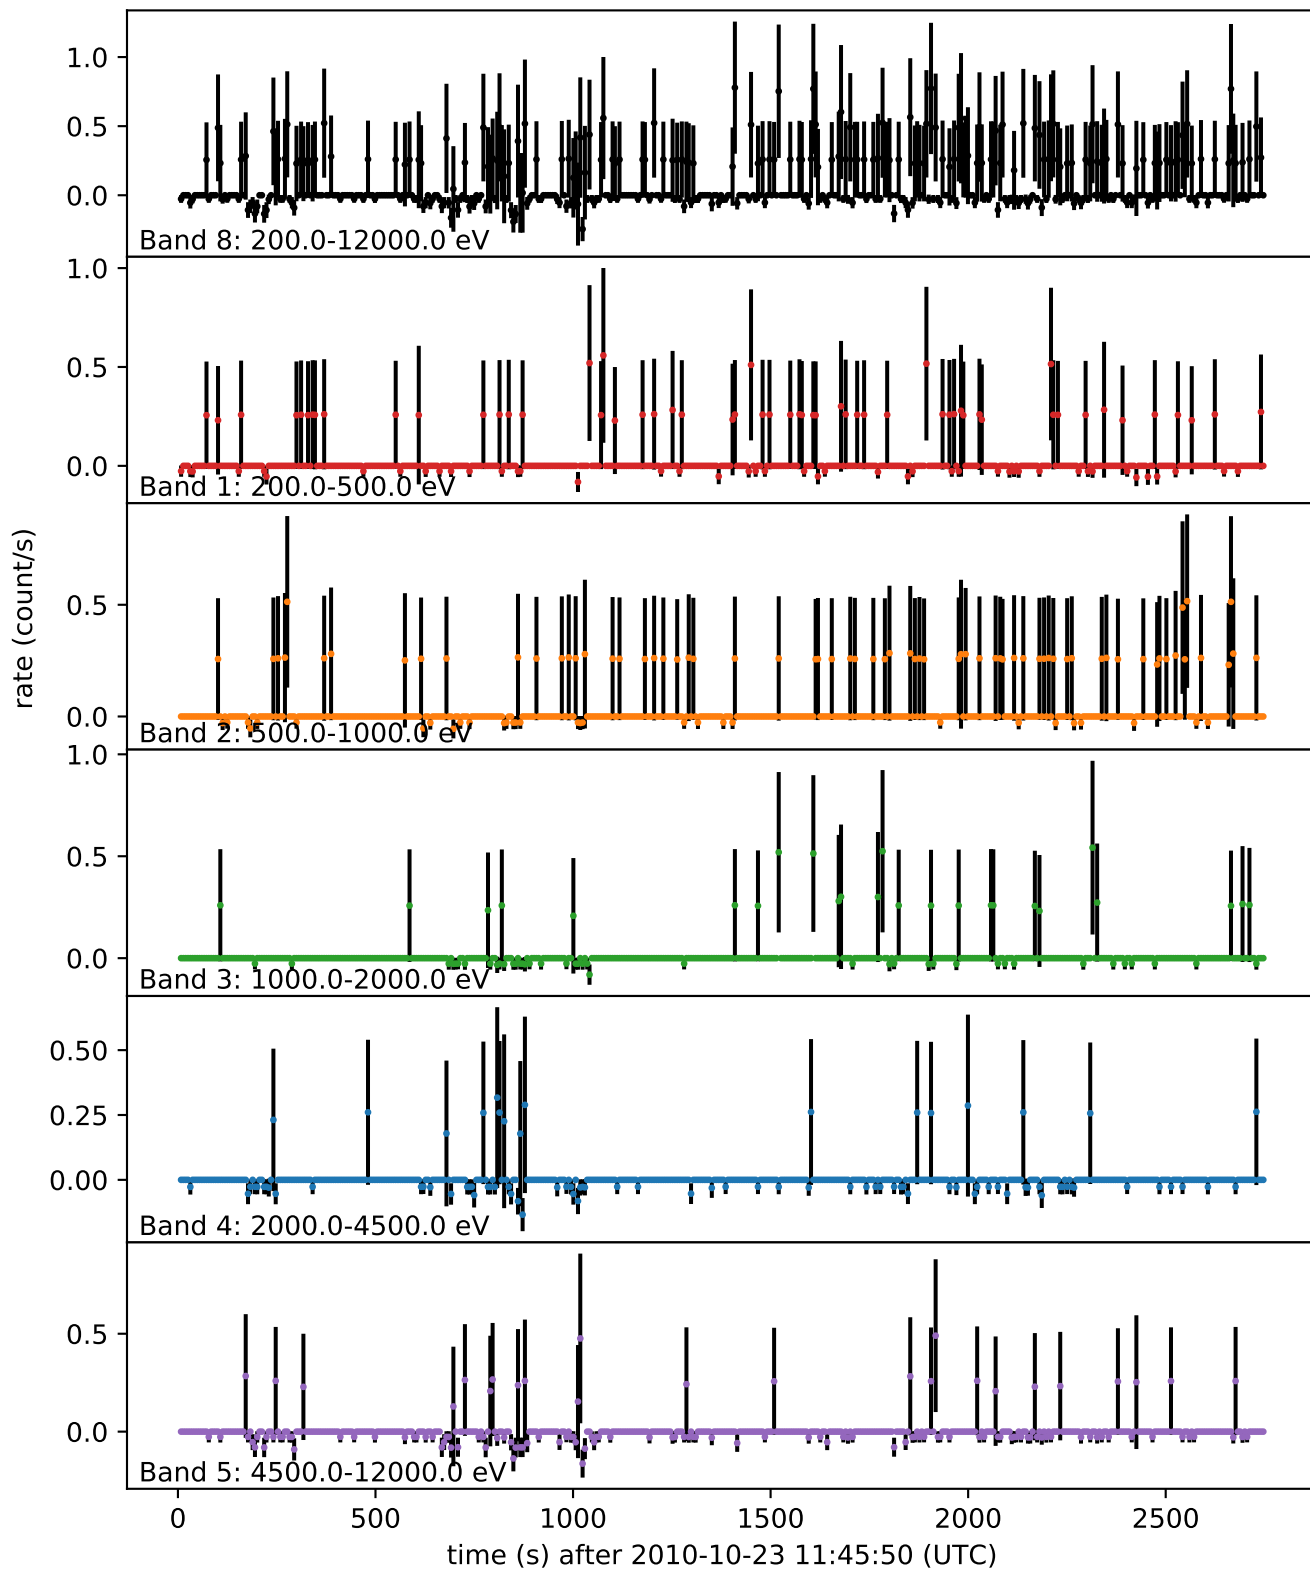 1.0
0.5
0.0
Band 8: 200.0-12000.0 eV
1.0
0.5
0.0
Band 1: 200.0-500.0 eV
0.5
0.0
Band 2: 500.0-1000.0 eV
rate (count/s)
1.0
0.5
0.0
Band 3: 1000.0-2000.0 eV
0.50
0.25
0.00
Band 4: 2000.0-4500.0 eV
0.5
0.0
Band 5: 4500.0-12000.0 eV
0 500 1000 1500 2000 2500
time (s) after 2010-10-23 11:45:50 (UTC)